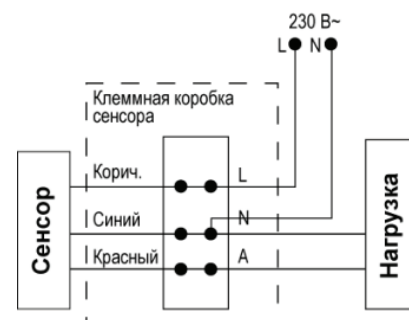 230 В~
L N
Клеммная коробка
сенсора
Корич. L
Синий N
Красный A
Сенсор
Нагрузка